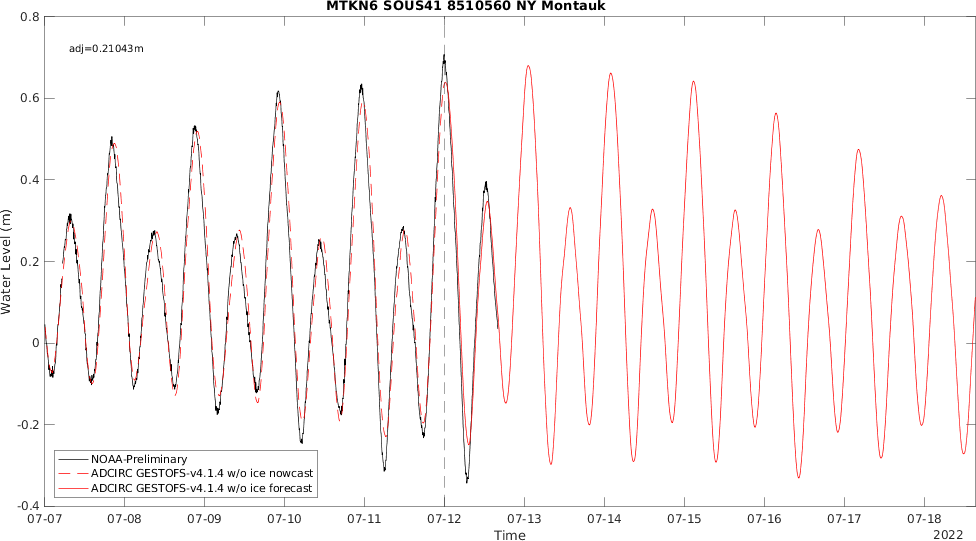 MTKN6 SOUS41 8510560 NY Montauk
adj=0.21043m
0.8
0.6
0.4
0.2
0
-0.2
-0.4
Water Level (m)
NOAA-Preliminary
ADCIRC GESTOFS-v4.1.4 w/o ice nowcast
ADCIRC GESTOFS-v4.1.4 w/o ice forecast
07-07 07-08 07-09 07-10 07-11 07-12 07-13 07-14 07-15 07-16 07-17 07-18
2022
Time